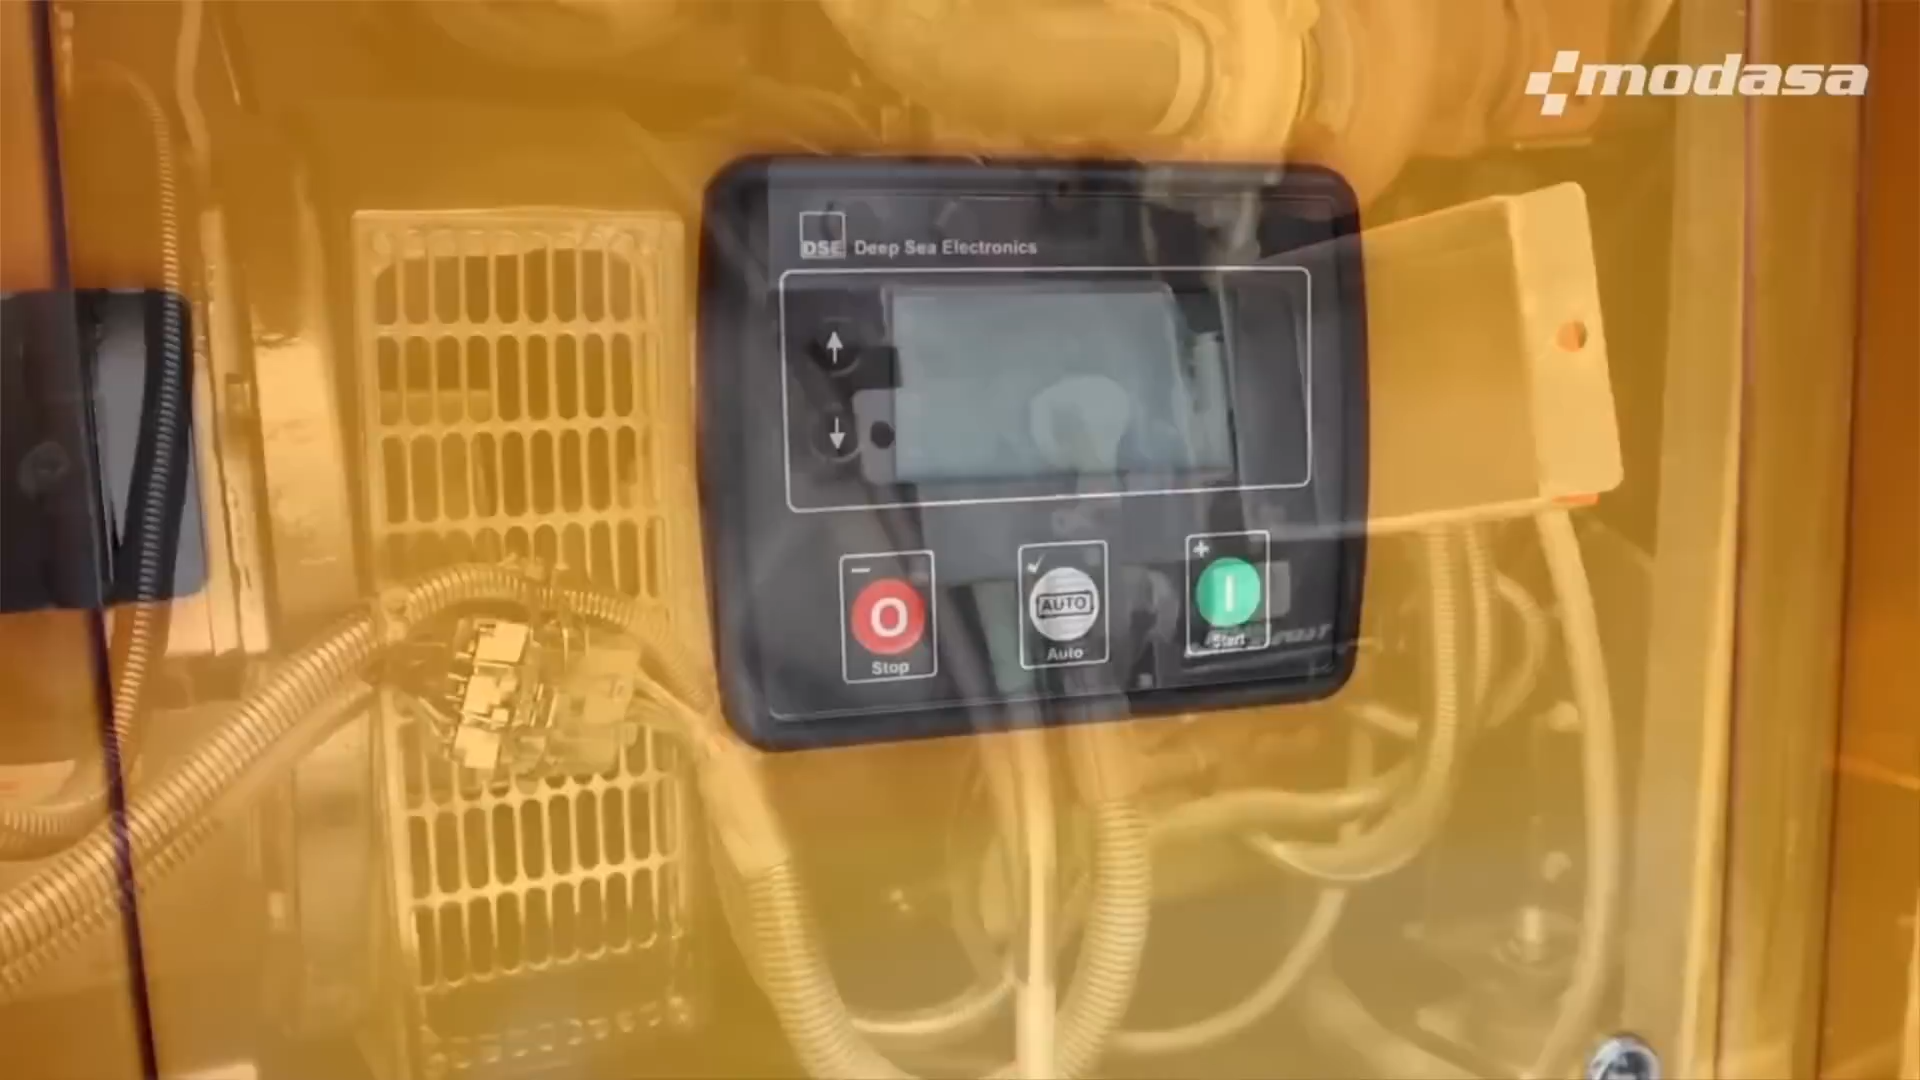 modasa
DSE Deep Sea Electronics
O
AUTO
I
Stop
Auto
Start